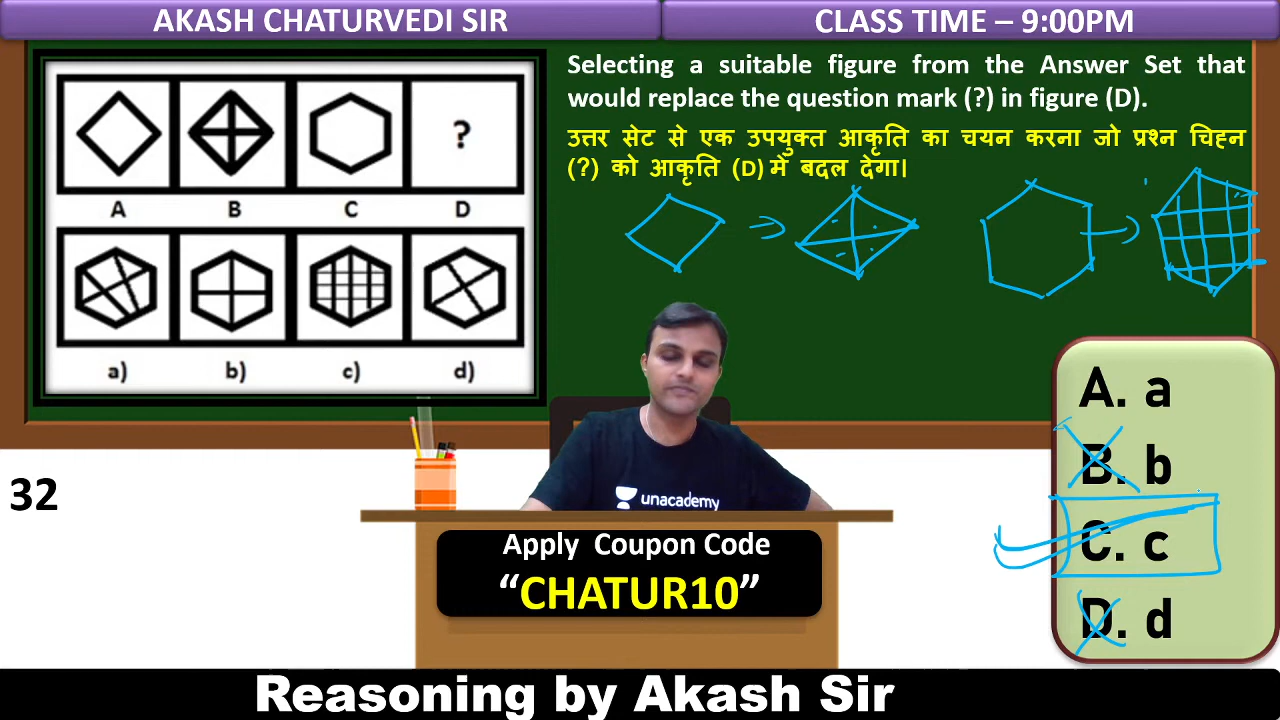 AKASH CHATURVEDI SIR
CLASS TIME – 9:00PM
Selecting a suitable figure from the Answer Set that
would replace the question mark (?) in figure (D).
उत्तर सेट से एक उपयुक्त आकृति का चयन करना जो प्रश्न चिह्न
(?) को आकृति (D) में बदल देगा।
?
A B C D
a) b) c) d)
A. a
B. b
C. c
D. d
32
unacademy
Apply Coupon Code
“CHATUR10”
Reasoning by Akash Sir